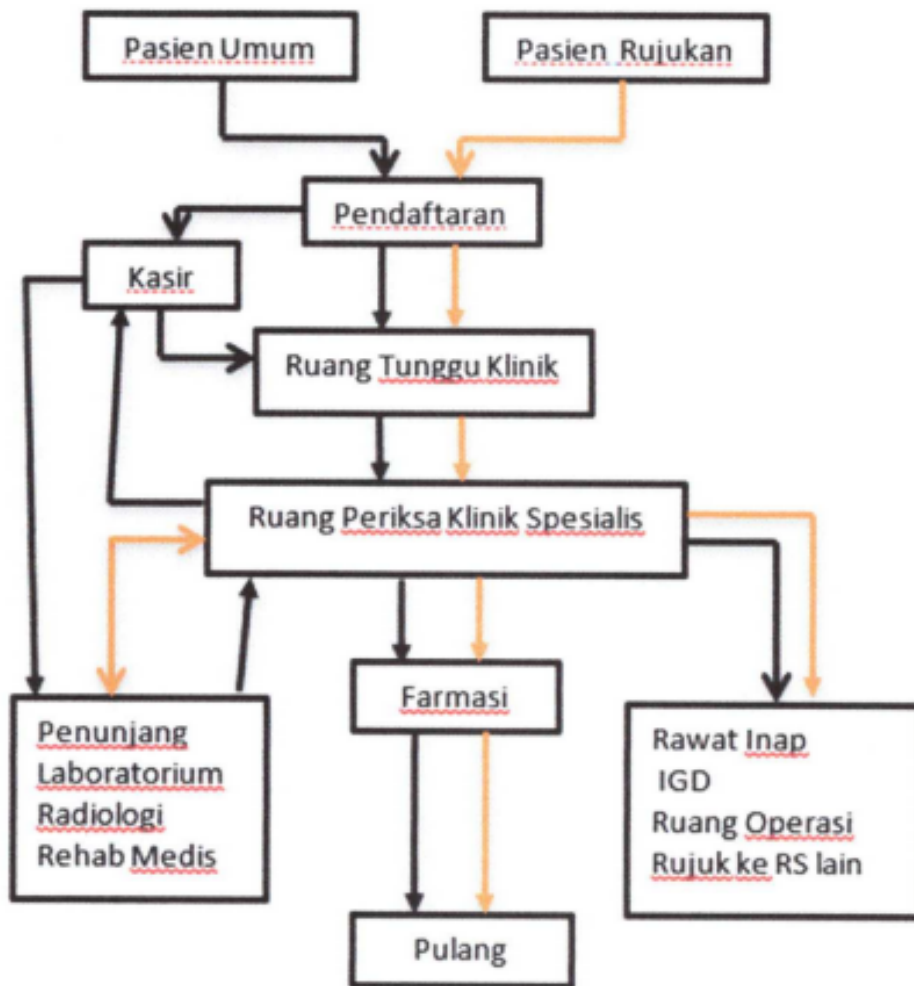 Pasien Umum
Pasien Rujukan
Pendaftaran
Kasir
Ruang Tunggu Klinik
Ruang Periksa Klinik Spesialis
Farmasi
Penunjang
Laboratorium
Radiologi
Rehab Medis
Rawat Inap
IGD
Ruang Operasi
Rujuk ke RS lain
Pulang